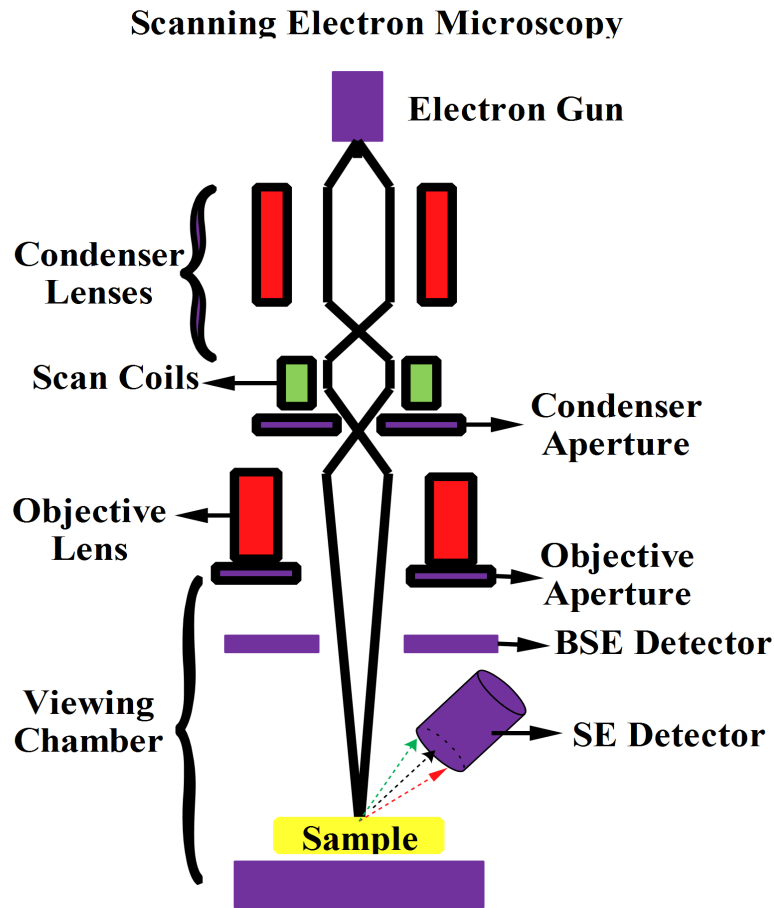 Scanning Electron Microscopy
Electron Gun
Condenser
Lenses
Scan Coils
Condenser
Aperture
Objective
Lens
Objective
Aperture
BSE Detector
Viewing
Chamber
SE Detector
Sample